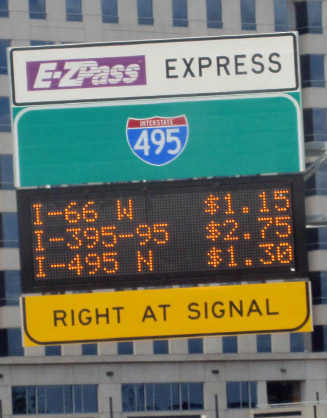 E-ZPass EXPRESS
INTERSTATE
495
I-66 W $1.15
I-395-95 $2.75
I-495 N $1.30
RIGHT AT SIGNAL